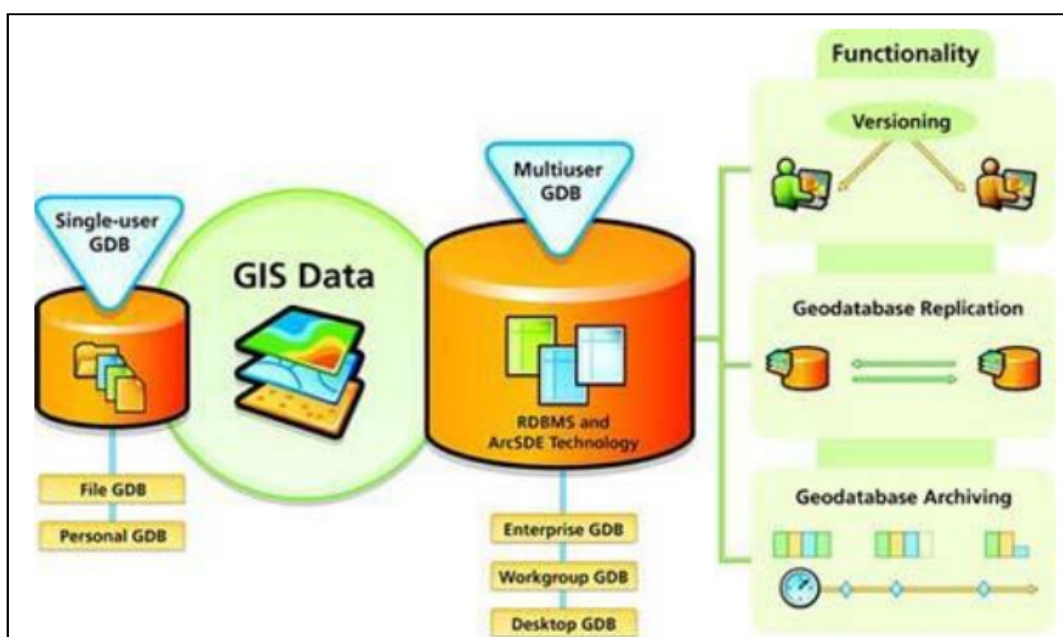 Single-user
GDB
File GDB
Personal GDB
GIS Data
Multiuser
GDB
RDBMS and
ArcSDE Technology
Enterprise GDB
Workgroup GDB
Desktop GDB
Functionality
Versioning
Geodatabase Replication
Geodatabase Archiving